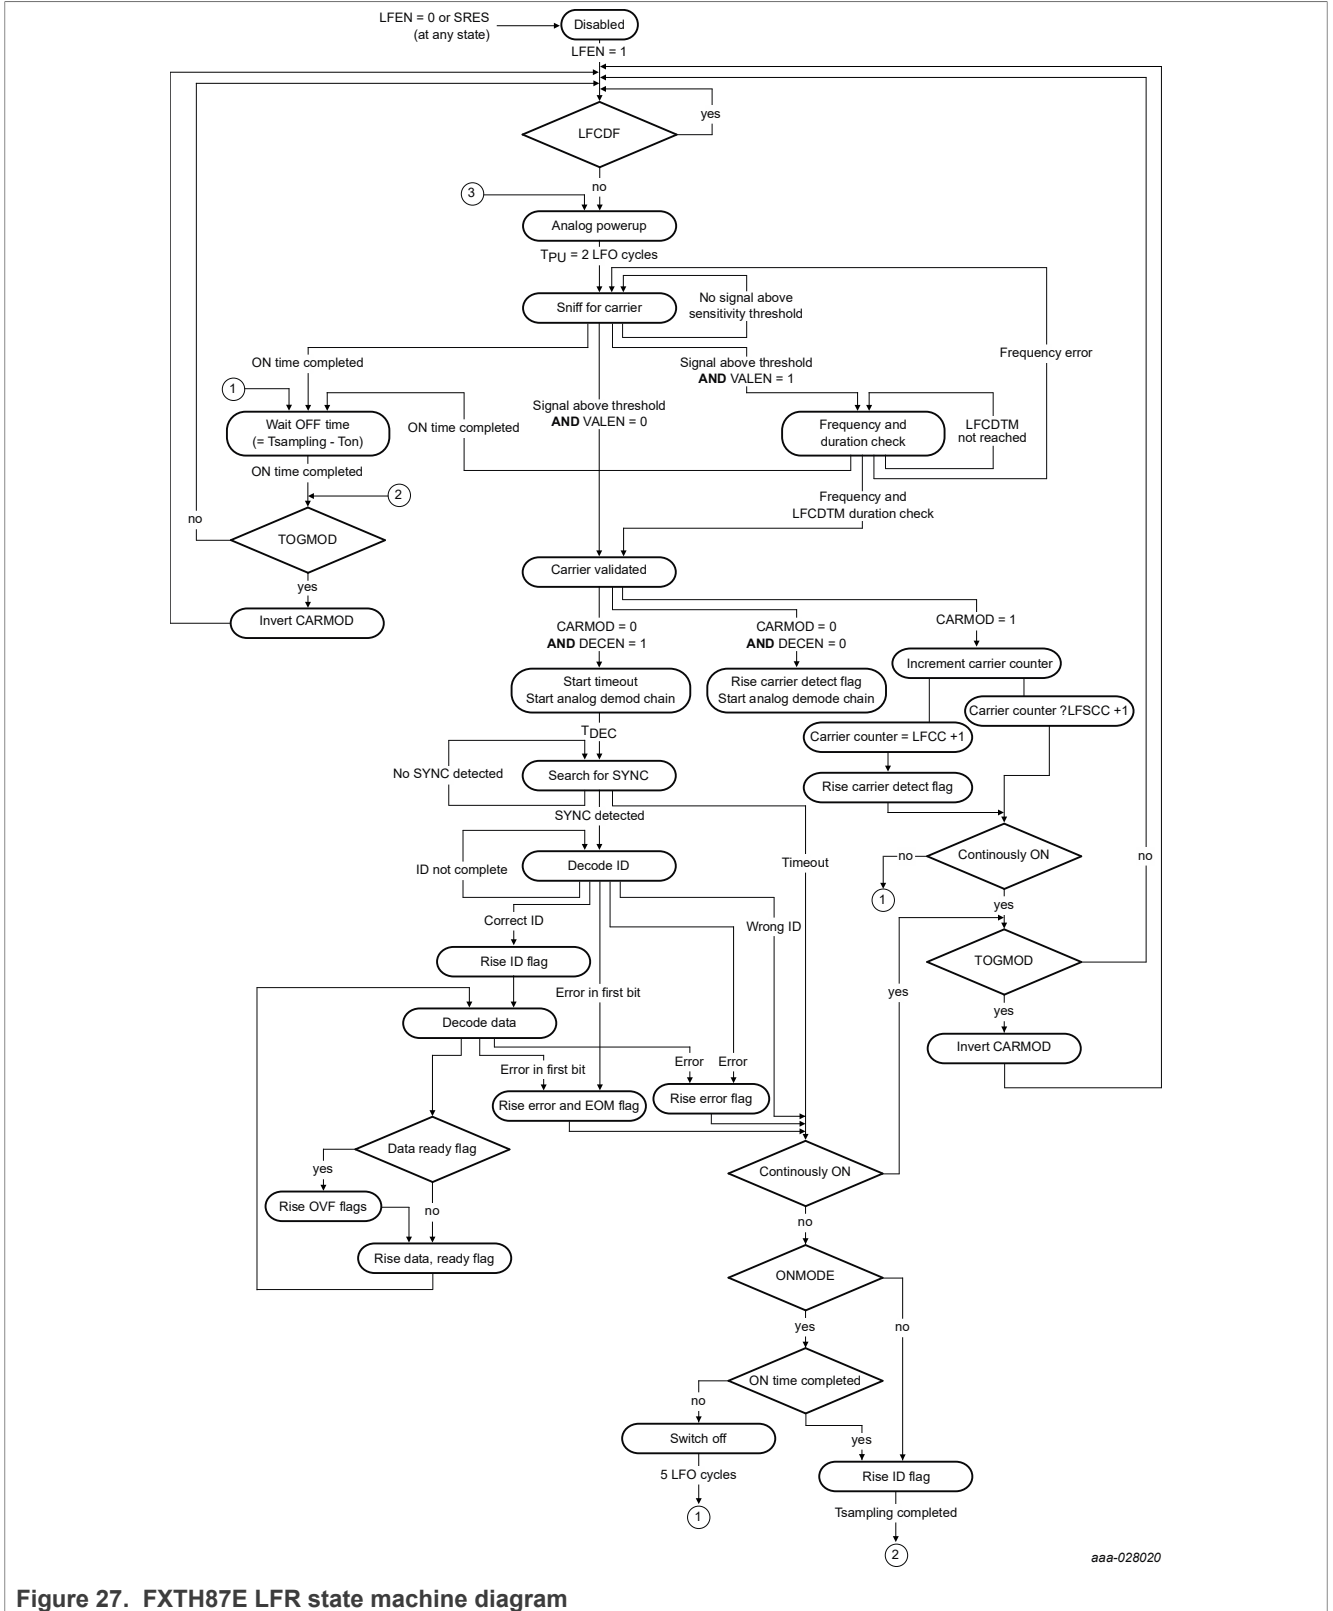 LFEN = 0 or SRES
(at any state)
Disabled
LFEN = 1
yes
LFCDF
no
3
Analog powerup
TPU = 2 LFO cycles
No signal above
sensitivity threshold
Sniff for carrier
Frequency error
ON time completed
Signal above threshold
AND VALEN = 1
1
Signal above threshold
AND VALEN = 0
Wait OFF time
(= Tsampling - Ton)
ON time completed
Frequency and
duration check
LFCDTM
not reached
ON time completed
2
Frequency and
LFCDTM duration check
no
TOGMOD
yes
Carrier validated
Invert CARMOD
CARMOD = 0
AND DECEN = 1
CARMOD = 0
AND DECEN = 0
CARMOD = 1
Increment carrier counter
Start timeout
Start analog demod chain
Rise carrier detect flag
Start analog demode chain
Carrier counter ?LFSCC +1
Carrier counter = LFCC +1
TDEC
No SYNC detected
Search for SYNC
Rise carrier detect flag
SYNC detected
ID not complete
Decode ID
Timeout
no
Continously ON
no
1
yes
Correct ID
Wrong ID
Rise ID flag
TOGMOD
Error in first bit
yes
yes
Decode data
Invert CARMOD
Error in first bit
Error
Error
Rise error and EOM flag
Rise error flag
Data ready flag
yes
Continously ON
Rise OVF flags
no
no
Rise data, ready flag
ONMODE
yes
no
ON time completed
no
Switch off
yes
5 LFO cycles
Rise ID flag
1
Tsampling completed
2
aaa-028020
Figure 27. FXTH87E LFR state machine diagram